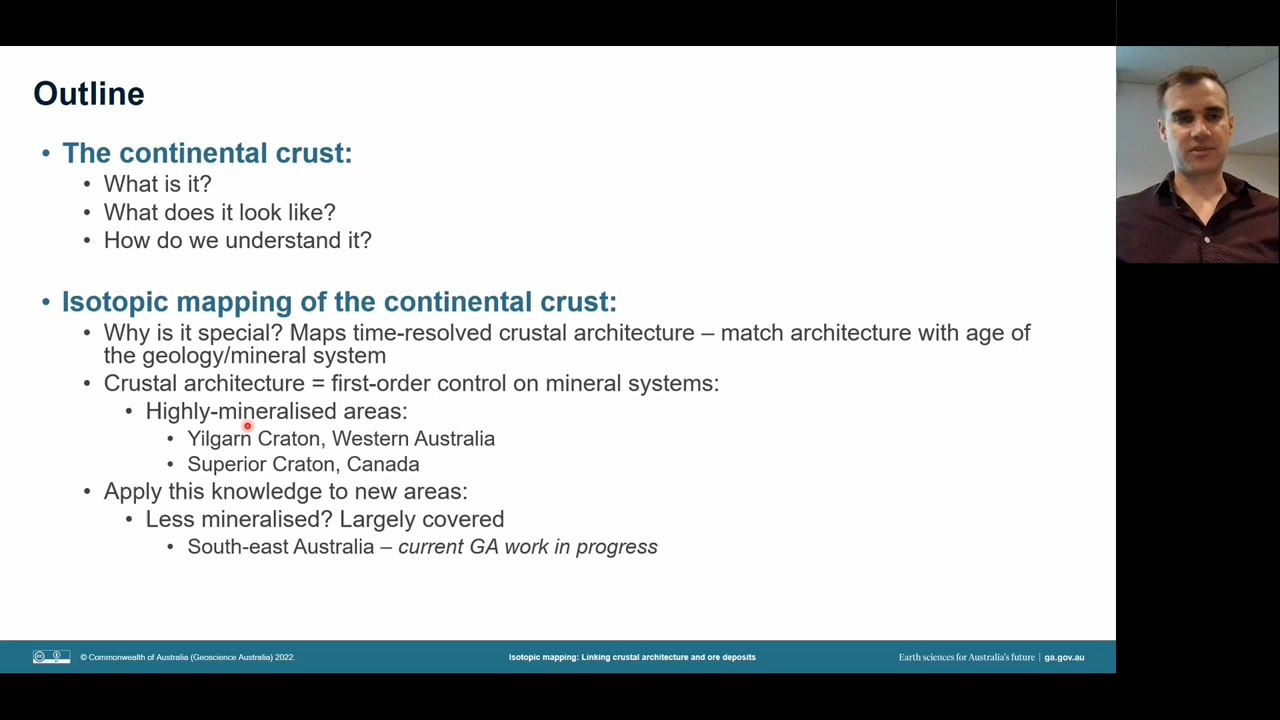 Outline
• The continental crust:
• What is it?
• What does it look like?
• How do we understand it?
• Isotopic mapping of the continental crust:
• Why is it special? Maps time-resolved crustal architecture – match architecture with age of
the geology/mineral system
• Crustal architecture = first-order control on mineral systems:
• Highly-mineralised areas:
• Yilgarn Craton, Western Australia
• Superior Craton, Canada
• Apply this knowledge to new areas:
• Less mineralised? Largely covered
• South-east Australia – current GA work in progress
© Commonwealth of Australia (Geoscience Australia) 2022.
Isotopic mapping: Linking crustal architecture and ore deposits
Earth sciences for Australia's future | ga.gov.au